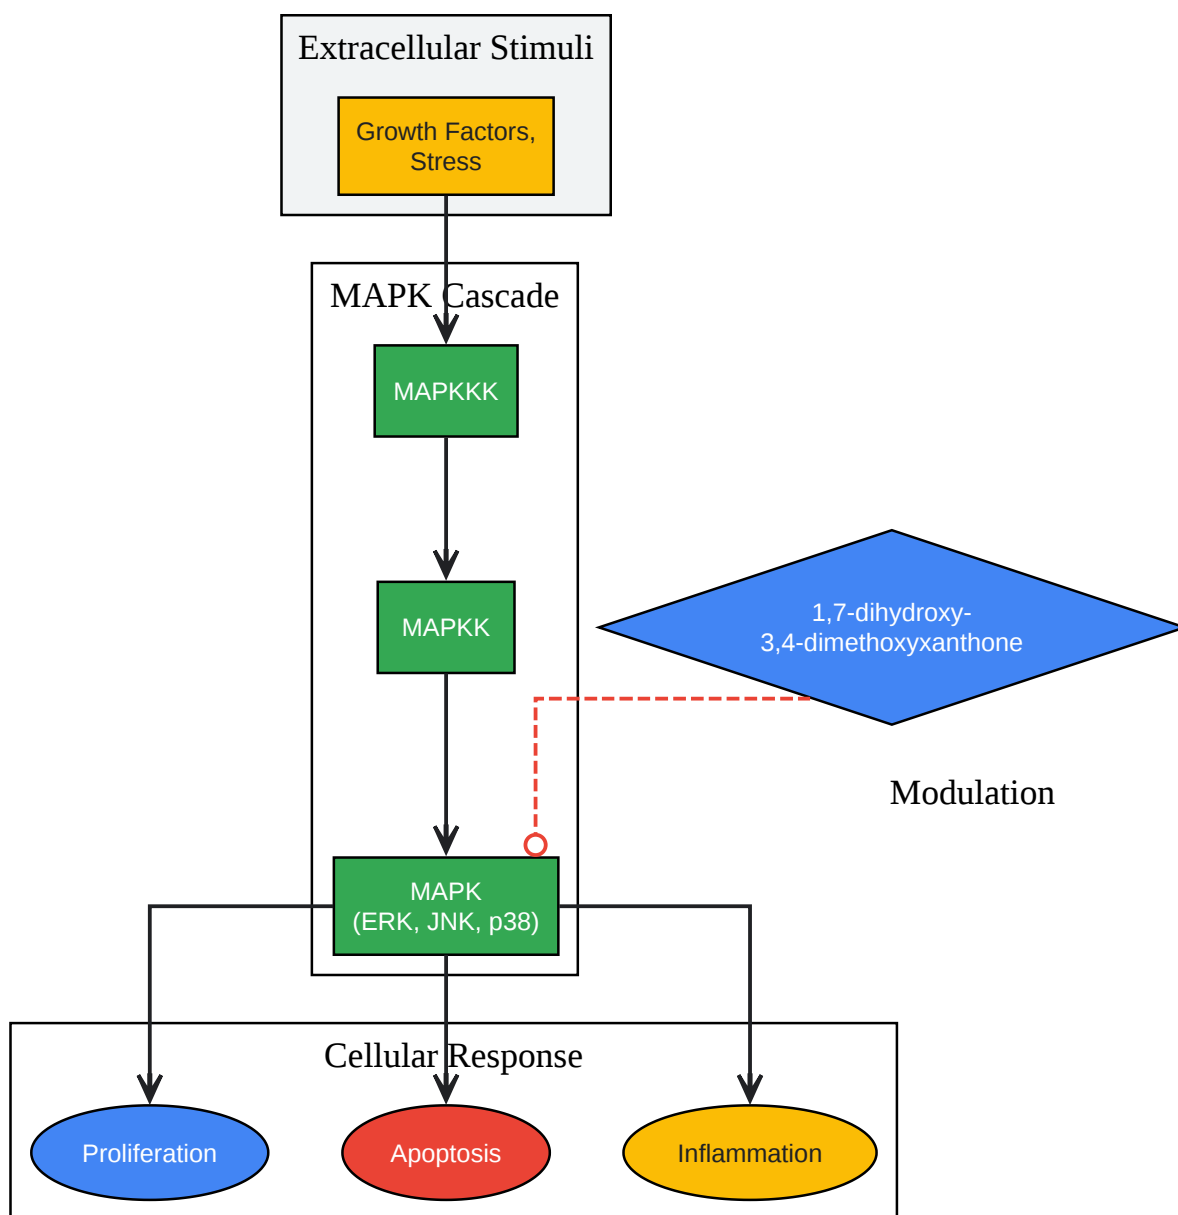 Extracellular Stimuli
Growth Factors,
Stress
MAPK Cascade
MAPKKK
MAPKK
1,7-dihydroxy-
3,4-dimethoxyxanthone
Modulation
MAPK
(ERK, JNK, p38)
Cellular Response
Proliferation
Apoptosis
Inflammation